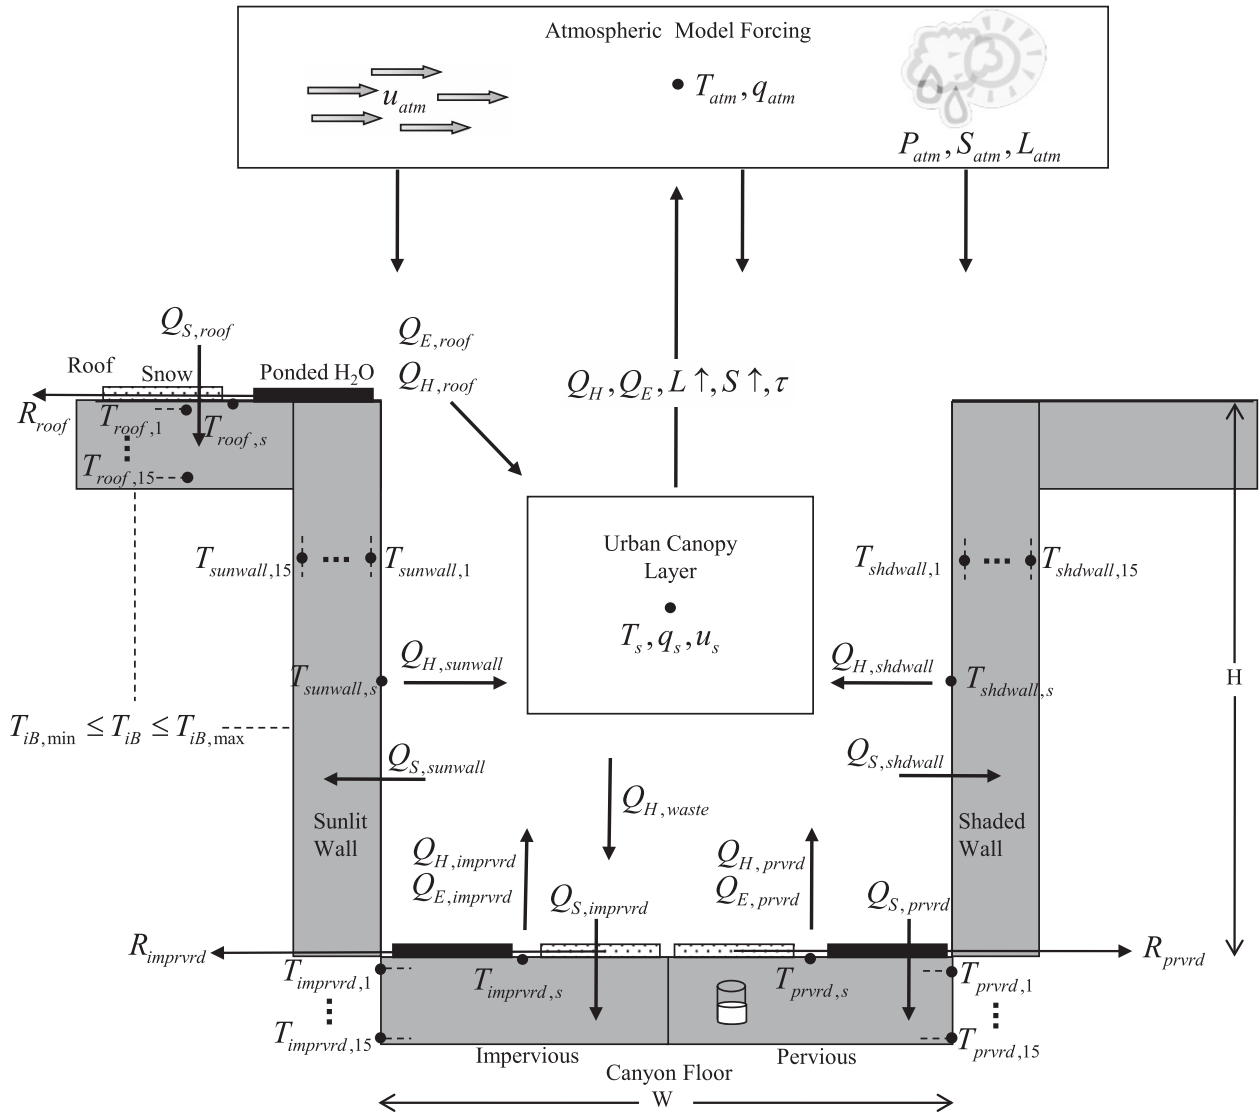 Atmospheric Model Forcing
u_atm
T_atm, q_atm
P_atm, S_atm, L_atm
Q_S,roof
Q_E,roof
Q_H,roof
Q_H, Q_E, L ↑, S ↑, τ
Roof
Snow
Ponded H₂O
R_roof
T_roof,1
T_roof,s
T_roof,15
Urban Canopy
Layer
T_s, q_s, u_s
T_sunwall,15
T_sunwall,1
T_shdwall,1
T_shdwall,15
Q_H,sunwall
Q_H,shdwall
T_sunwall,s
T_shdwall,s
H
T_iB,min ≤ T_iB ≤ T_iB,max
Q_S,sunwall
Q_S,shdwall
Q_H,waste
Sunlit
Wall
Shaded
Wall
Q_H,imprvrd
Q_E,imprvrd
Q_H,prvrd
Q_E,prvrd
Q_S,imprvrd
Q_S,prvrd
R_imprvrd
R_prvrd
T_imprvrd,1
T_imprvrd,s
T_prvrd,s
T_prvrd,1
T_imprvrd,15
T_prvrd,15
Impervious
Pervious
Canyon Floor
W